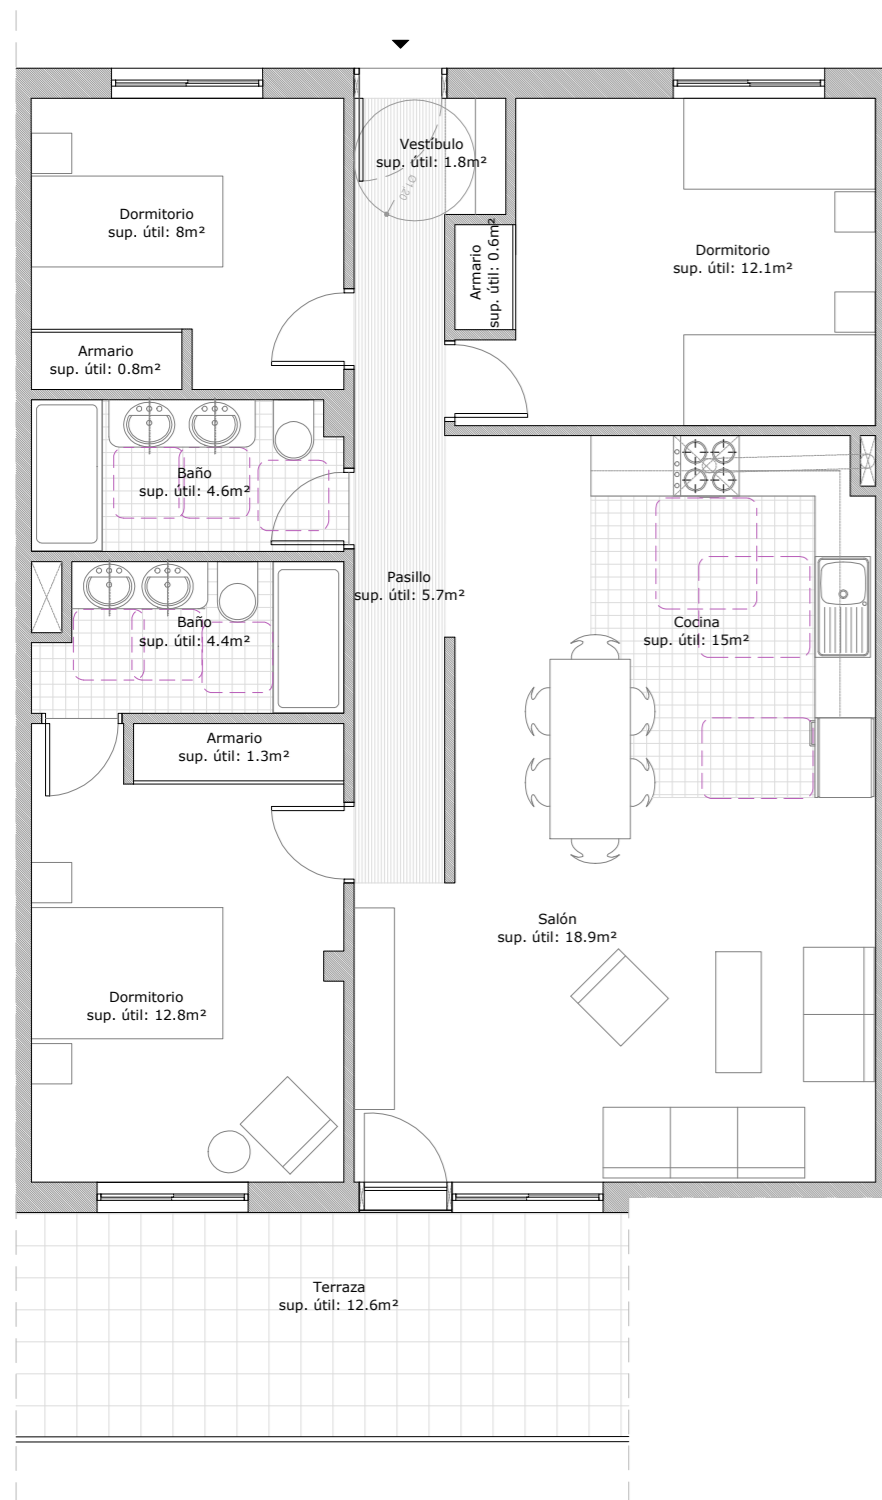 Vestíbulo
sup. útil: 1.8m²
Ø1.20
Dormitorio
sup. útil: 8m²
Armario
sup. útil: 0.6m²
Dormitorio
sup. útil: 12.1m²
Armario
sup. útil: 0.8m²
Baño
sup. útil: 4.6m²
Pasillo
sup. útil: 5.7m²
Baño
sup. útil: 4.4m²
Cocina
sup. útil: 15m²
Armario
sup. útil: 1.3m²
Salón
sup. útil: 18.9m²
Dormitorio
sup. útil: 12.8m²
Terraza
sup. útil: 12.6m²